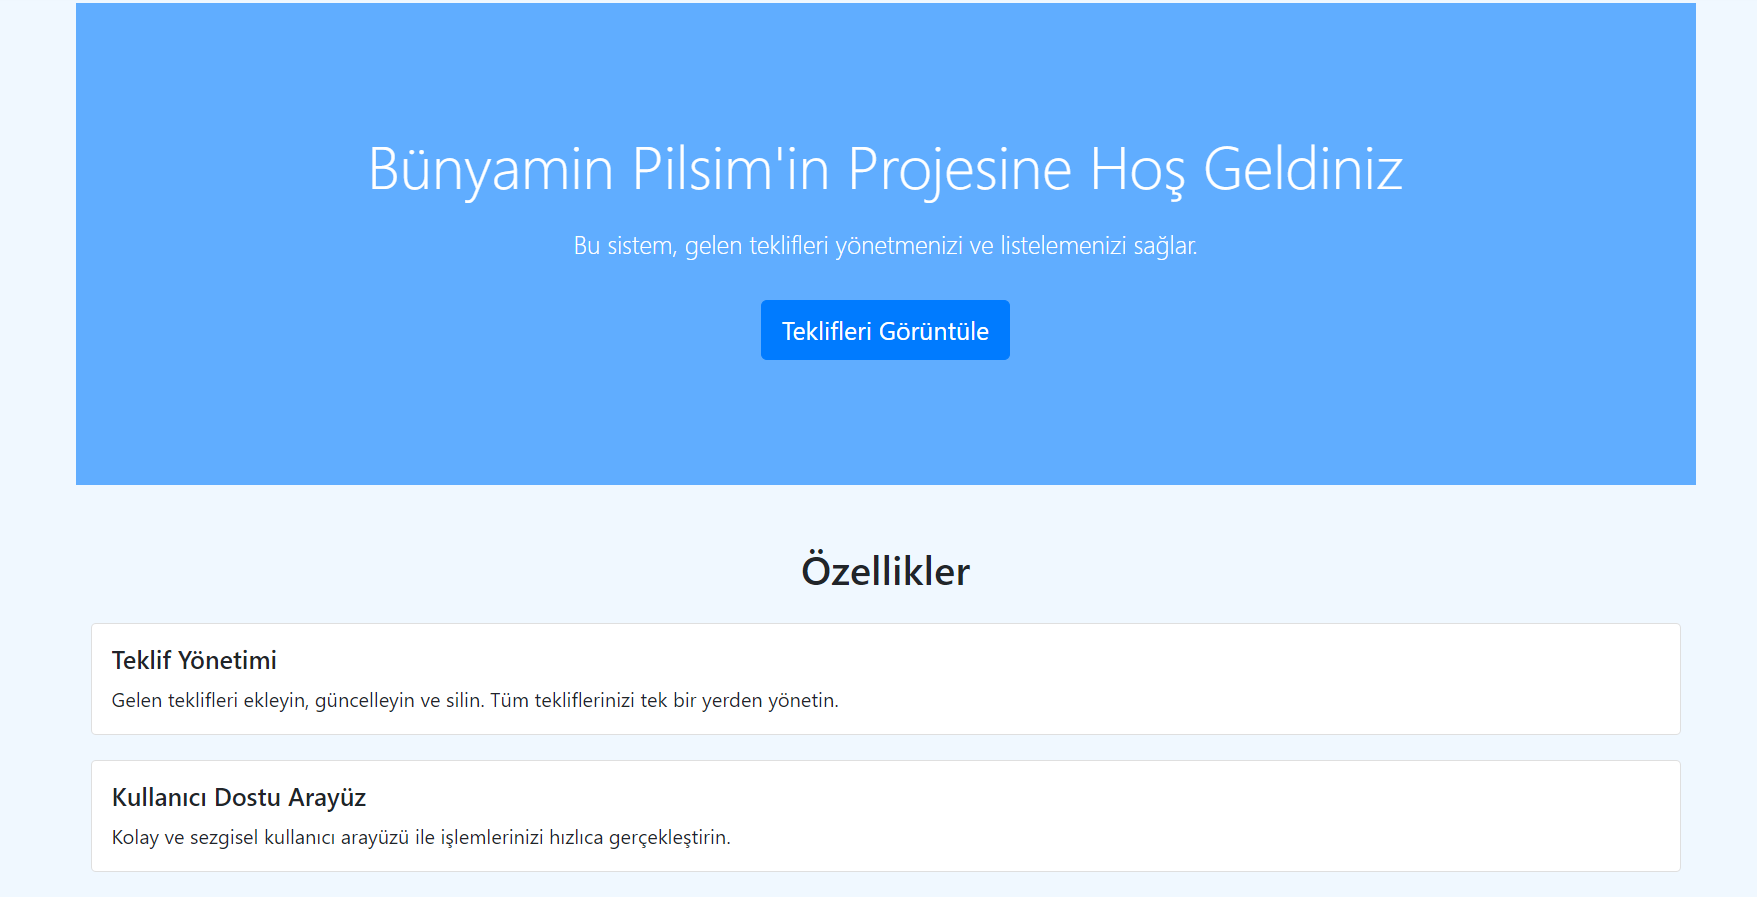 Bünyamin Pilsim'in Projesine Hoş Geldiniz
Bu sistem, gelen teklifleri yönetmenizi ve listelemenizi sağlar.
Teklifleri Görüntüle
Özellikler
Teklif Yönetimi
Gelen teklifleri ekleyin, güncelleyin ve silin. Tüm tekliflerinizi tek bir yerden yönetin.
Kullanıcı Dostu Arayüz
Kolay ve sezgisel kullanıcı arayüzü ile işlemlerinizi hızlıca gerçekleştirin.